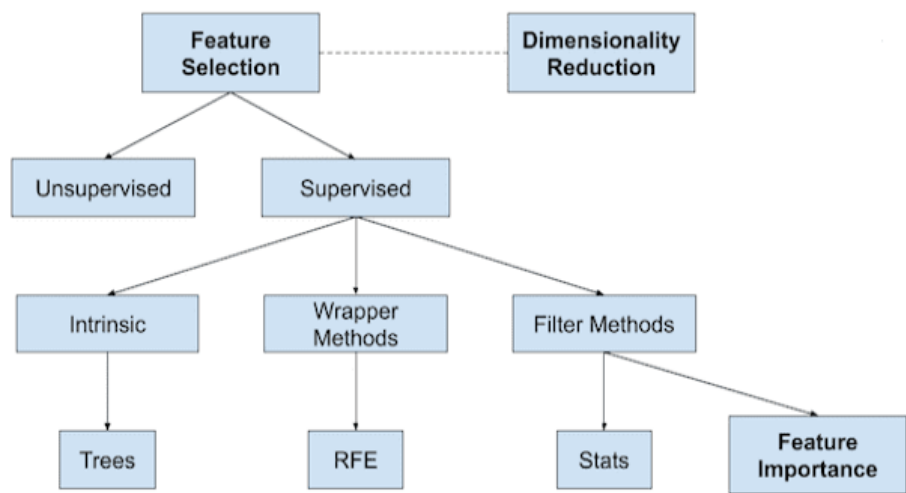 Feature
Selection
Dimensionality
Reduction
Unsupervised
Supervised
Intrinsic
Wrapper
Methods
Filter Methods
Trees
RFE
Stats
Feature
Importance